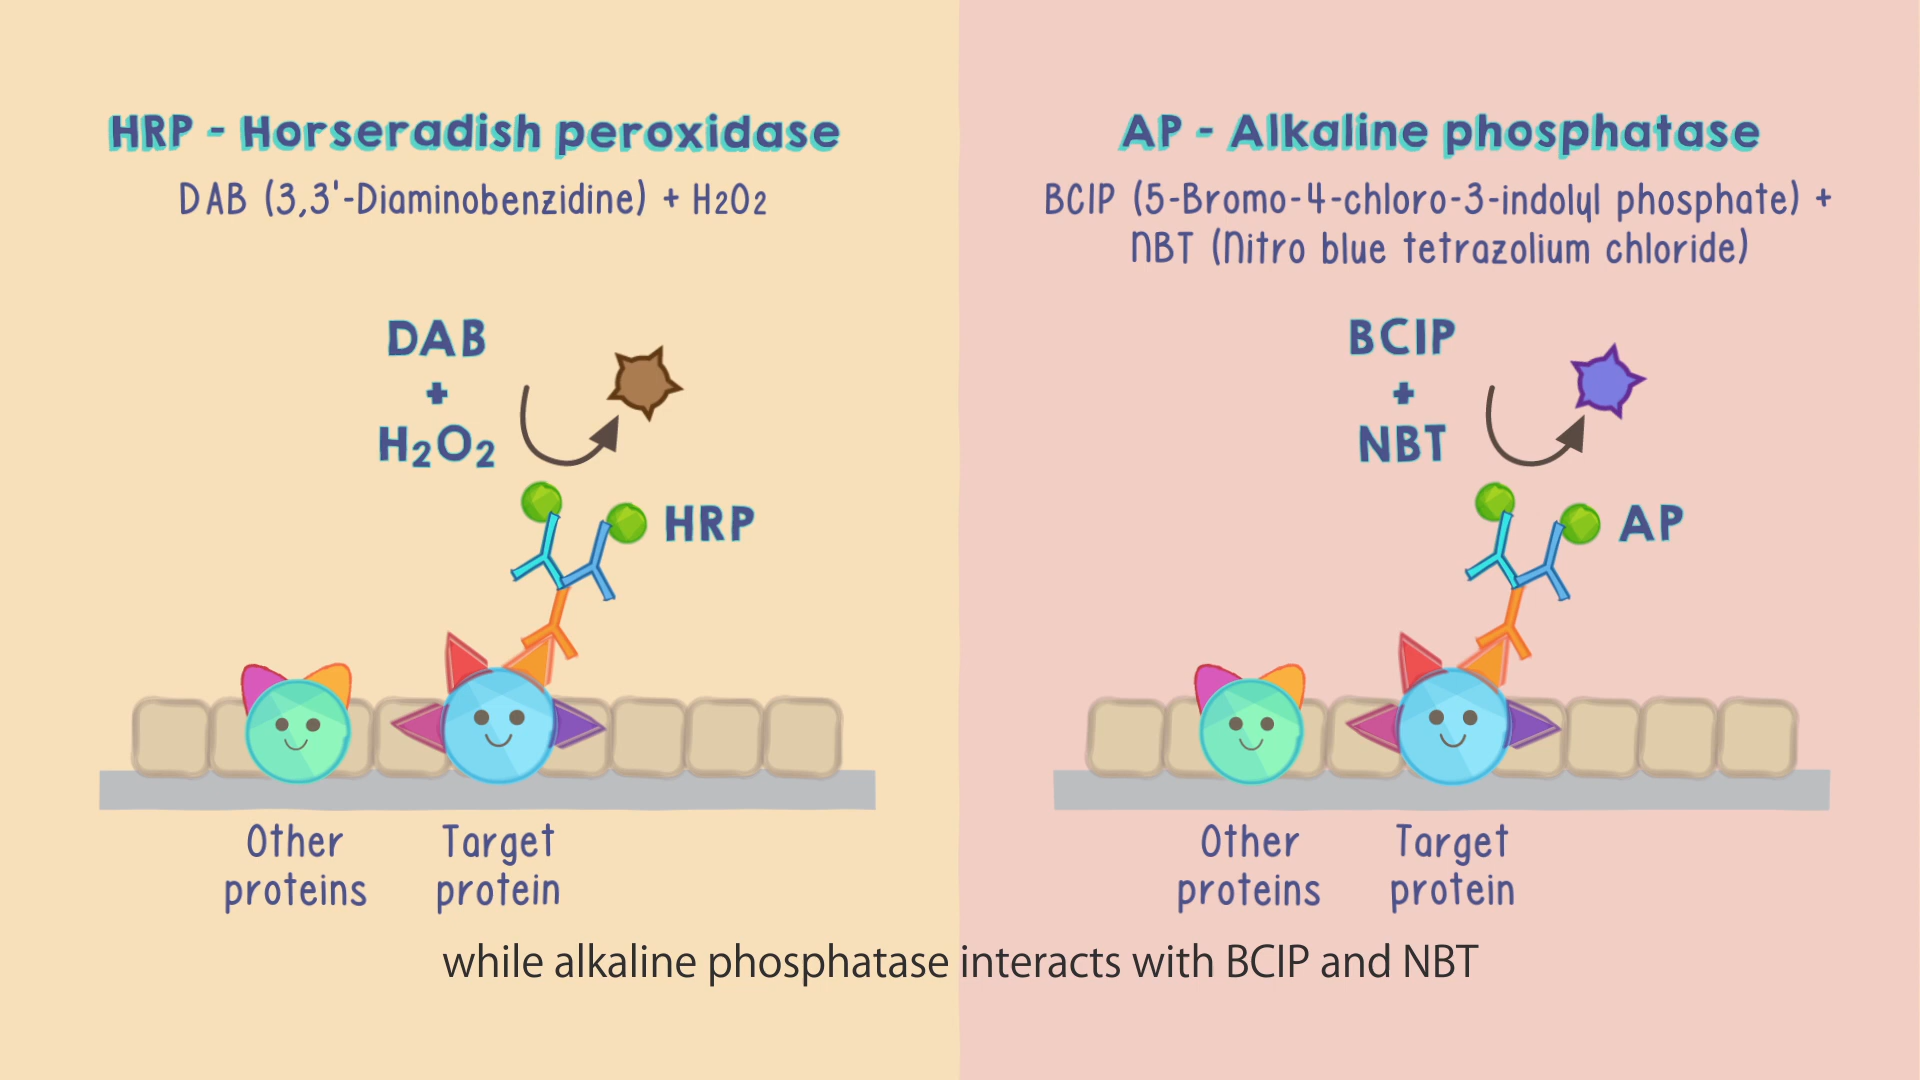 HRP - Horseradish peroxidase
DAB (3,3'-Diaminobenzidine) + H2O2
DAB
+
H2O2
HRP
Other
proteins
Target
protein
AP - Alkaline phosphatase
BCIP (5-Bromo-4-chloro-3-indolyl phosphate) +
NBT (Nitro blue tetrazolium chloride)
BCIP
+
NBT
AP
Other
proteins
Target
protein
while alkaline phosphatase interacts with BCIP and NBT